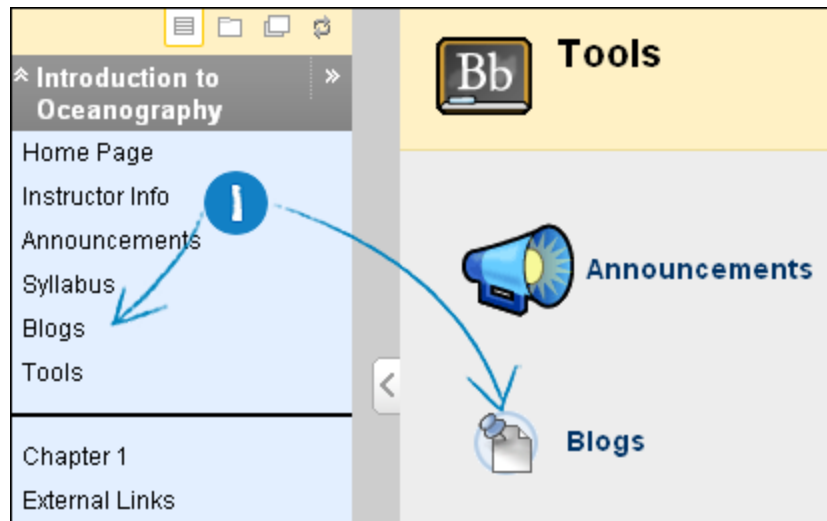 Introduction to
Oceanography
Home Page
Instructor Info
Announcements
Syllabus
Blogs
Tools
Chapter 1
External Links
1
Bb
Tools
Announcements
Blogs